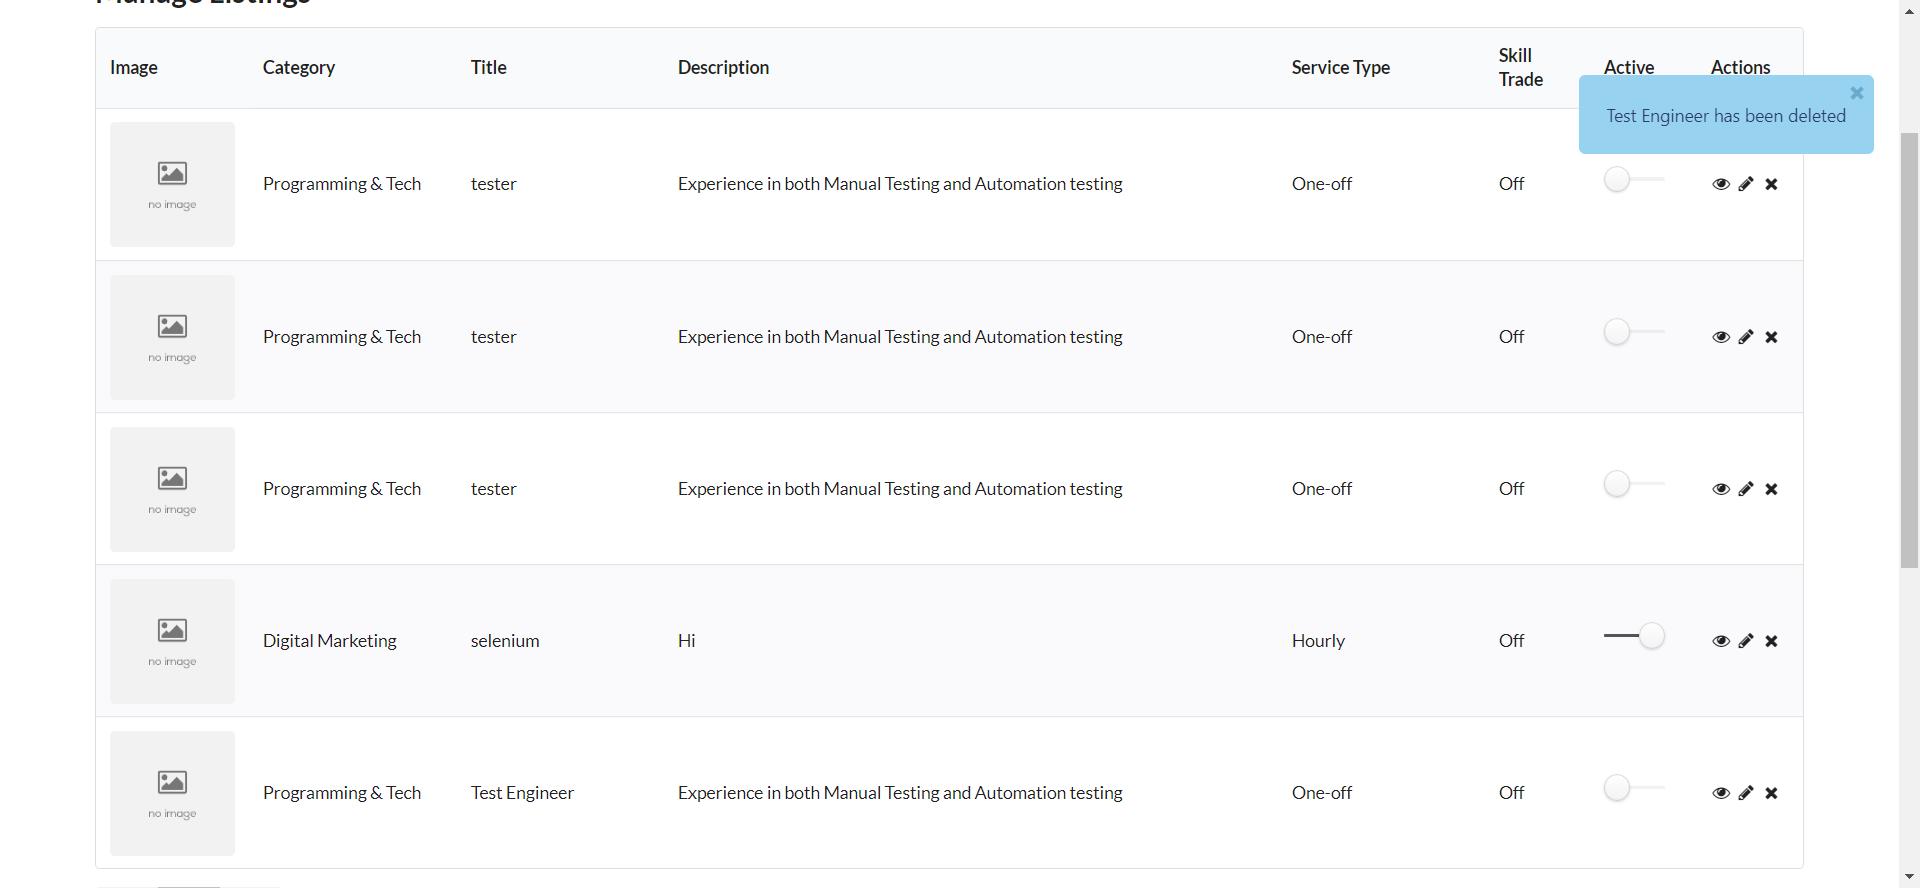 Manage Listings
Image Category Title Description Service Type Skill Trade Active Actions
Test Engineer has been deleted
no image Programming & Tech tester Experience in both Manual Testing and Automation testing One-off Off
no image Programming & Tech tester Experience in both Manual Testing and Automation testing One-off Off
no image Programming & Tech tester Experience in both Manual Testing and Automation testing One-off Off
no image Digital Marketing selenium Hi Hourly Off
no image Programming & Tech Test Engineer Experience in both Manual Testing and Automation testing One-off Off